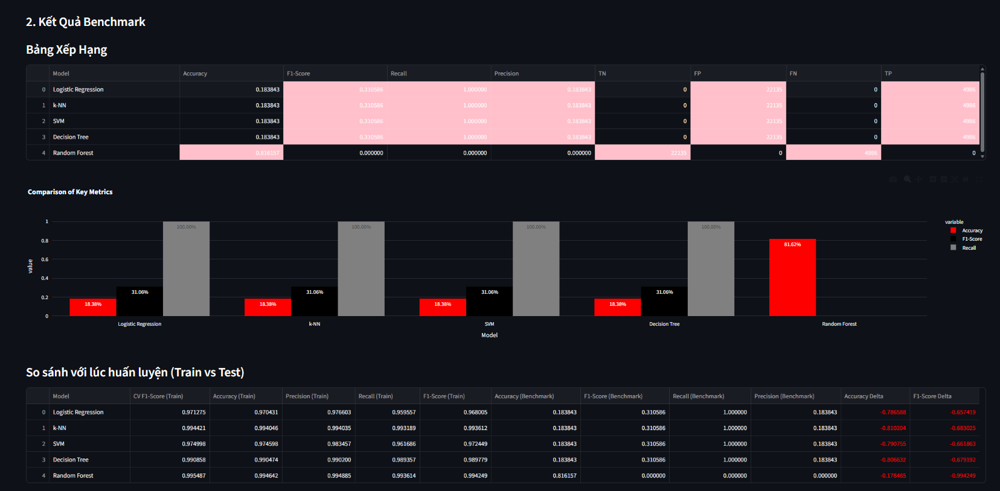 2. Kết Quả Benchmark
Bảng Xếp Hạng
Model Accuracy F1-Score Recall Precision TN FP FN TP
0 Logistic Regression 0.183843 0.310586 1.000000 0.183843 0 22135 0 4986
1 k-NN 0.183843 0.310586 1.000000 0.183843 0 22135 0 4986
2 SVM 0.183843 0.310586 1.000000 0.183843 0 22135 0 4986
3 Decision Tree 0.183843 0.310586 1.000000 0.183843 0 22135 0 4986
4 Random Forest 0.816157 0.000000 0.000000 0.000000 22135 0 4986 0
Comparison of Key Metrics
variable
Accuracy
F1-Score
Recall
value
1
0.8
0.6
0.4
0.2
0
18.38% 31.06% 100.00% 18.38% 31.06% 100.00% 18.38% 31.06% 100.00% 18.38% 31.06% 100.00% 81.62%
Logistic Regression k-NN SVM Decision Tree Random Forest
Model
So sánh với lúc huấn luyện (Train vs Test)
Model CV F1-Score (Train) Accuracy (Train) Precision (Train) Recall (Train) F1-Score (Train) Accuracy (Benchmark) F1-Score (Benchmark) Recall (Benchmark) Precision (Benchmark) Accuracy Delta F1-Score Delta
0 Logistic Regression 0.971275 0.970431 0.976603 0.959557 0.968005 0.183843 0.310586 1.000000 0.183843 -0.786588 -0.657419
1 k-NN 0.994421 0.994046 0.994035 0.993189 0.993612 0.183843 0.310586 1.000000 0.183843 -0.810204 -0.683025
2 SVM 0.974998 0.974598 0.983457 0.961686 0.972449 0.183843 0.310586 1.000000 0.183843 -0.790755 -0.661863
3 Decision Tree 0.990858 0.990474 0.990200 0.989357 0.989779 0.183843 0.310586 1.000000 0.183843 -0.806632 -0.679192
4 Random Forest 0.995487 0.994642 0.994885 0.993614 0.994249 0.816157 0.000000 0.000000 0.000000 -0.178485 -0.994249